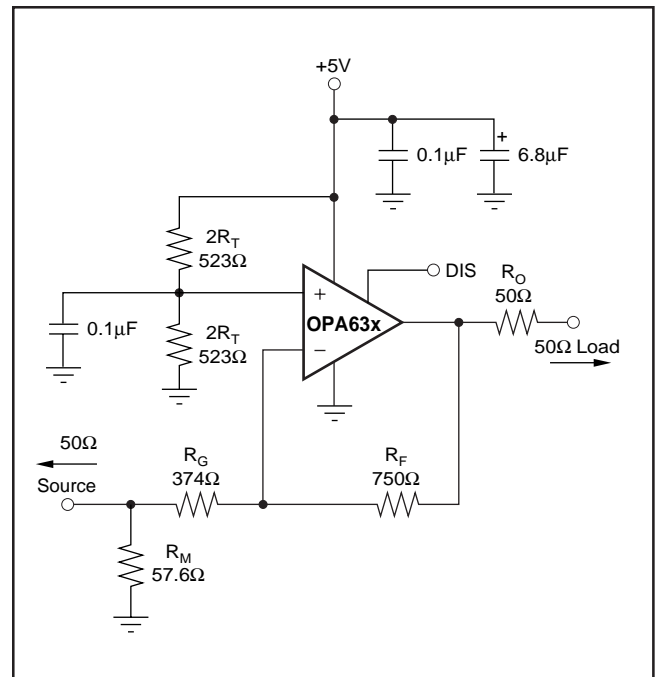 +5V
0.1μF
6.8μF
+
2R_T
523Ω
0.1μF
2R_T
523Ω
+
−
OPA63x
DIS
R_O
50Ω
50Ω Load
50Ω
Source
R_G
374Ω
R_F
750Ω
R_M
57.6Ω